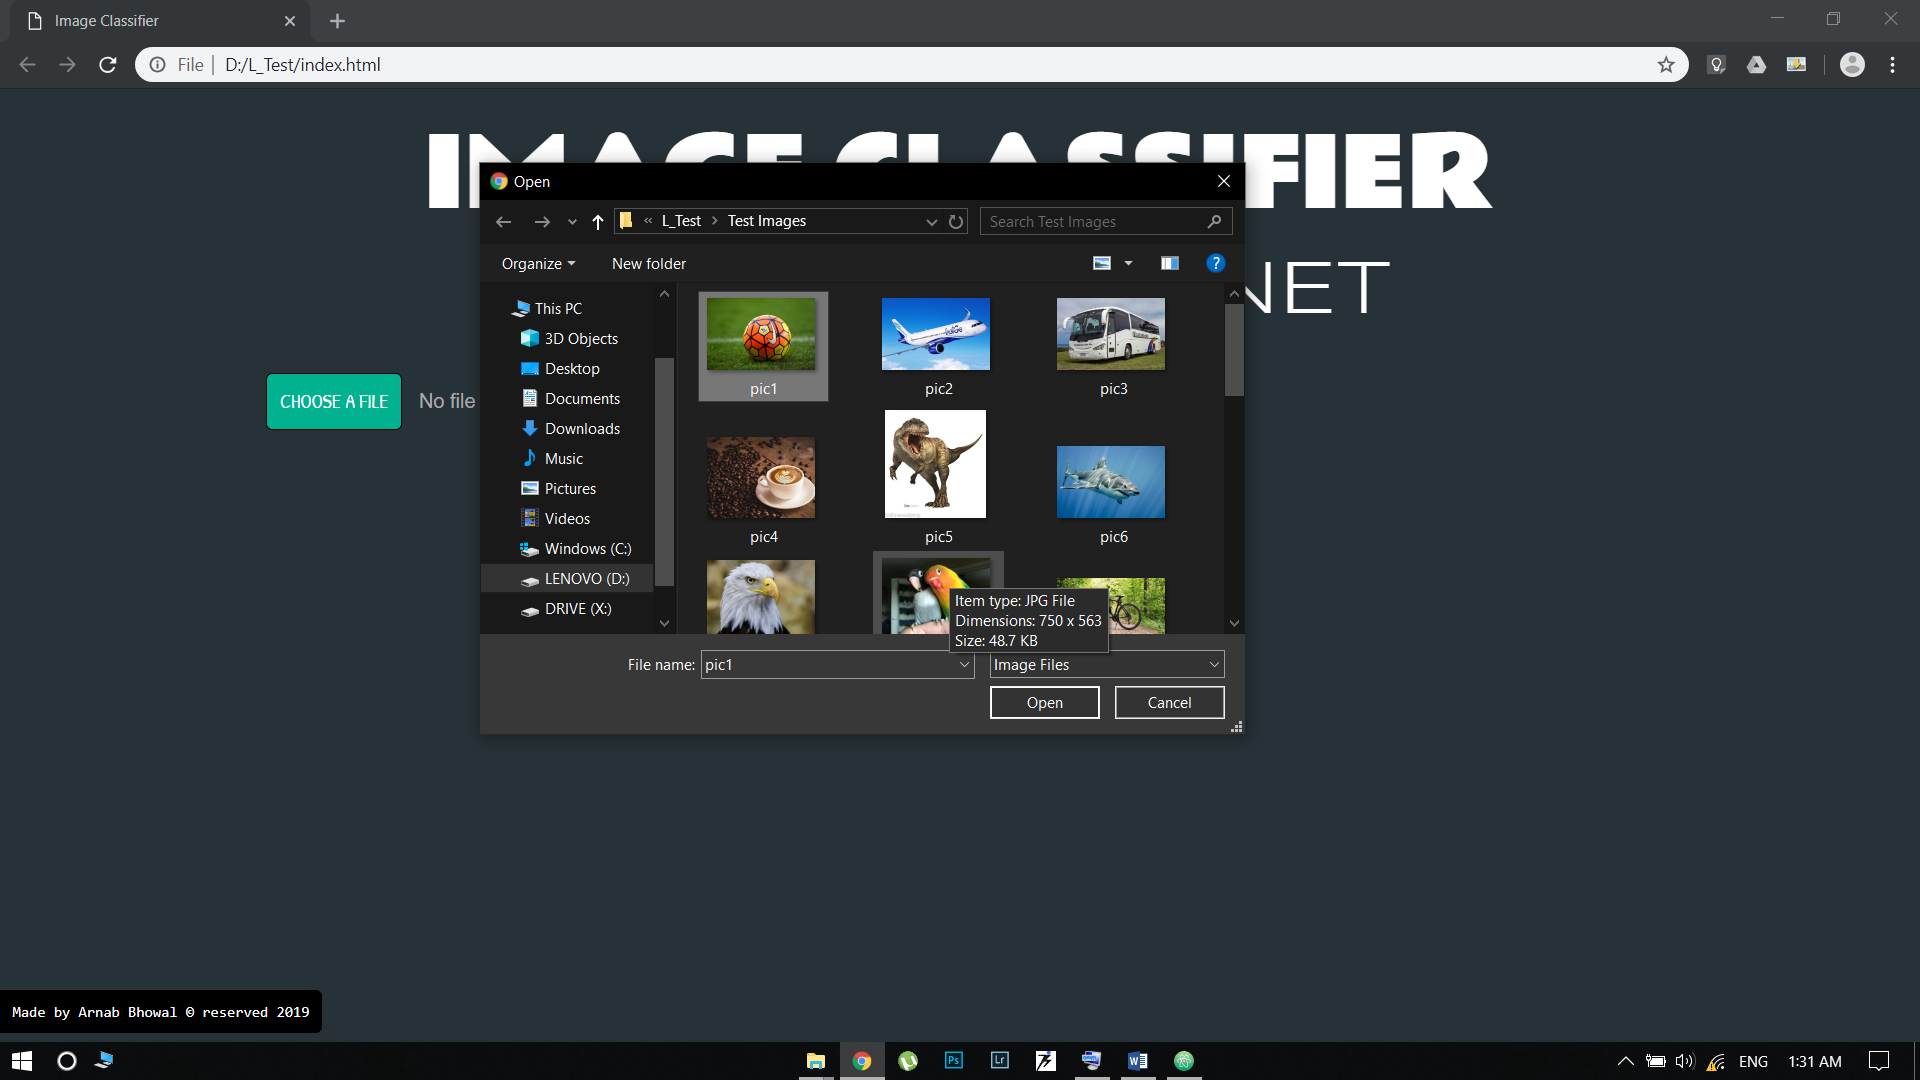 Image Classifier
File | D:/L_Test/index.html
IMAGE CLASSIFIER
NET
Open
« L_Test > Test Images
Search Test Images
Organize
New folder
This PC
3D Objects
Desktop
Documents
Downloads
Music
Pictures
Videos
Windows (C:)
LENOVO (D:)
DRIVE (X:)
IndiGo
pic1
pic2
pic3
pic4
pic5
pic6
Item type: JPG File
Dimensions: 750 x 563
Size: 48.7 KB
CHOOSE A FILE
No file
File name: pic1
Image Files
Open
Cancel
Made by Arnab Bhowal © reserved 2019
Ps
Lr
ENG
1:31 AM